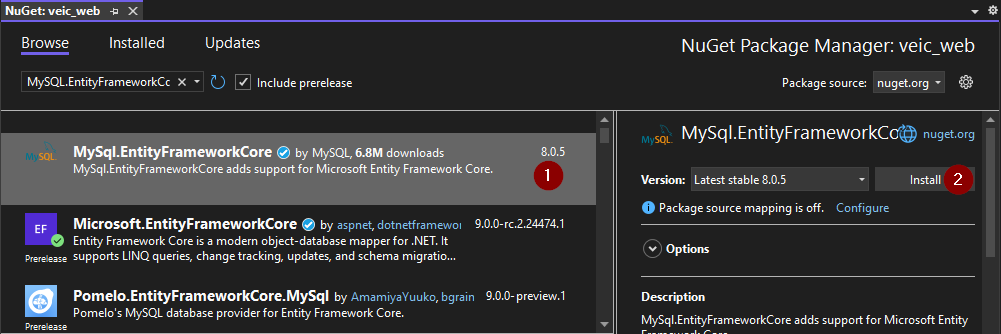 NuGet: veic_web
Browse Installed Updates
NuGet Package Manager: veic_web
MySQL.EntityFrameworkCc
Include prerelease
Package source: nuget.org
MySQL
MySql.EntityFrameworkCore by MySQL, 6.8M downloads 8.0.5
MySql.EntityFrameworkCore adds support for Microsoft Entity Framework Core.
1
EF
Prerelease
Microsoft.EntityFrameworkCore by aspnet, dotnetframewoı 9.0.0-rc.2.24474.1
Entity Framework Core is a modern object-database mapper for .NET. It
supports LINQ queries, change tracking, updates, and schema migratio...
Prerelease
Pomelo.EntityFrameworkCore.MySql by AmamiyaYuuko, bgrain 9.0.0-preview.1
Pomelo's MySQL database provider for Entity Framework Core.
MySQL
MySql.EntityFrameworkCo nuget.org
Version: Latest stable 8.0.5 Install 2
Package source mapping is off. Configure
Options
Description
MySql.EntityFrameworkCore adds support for Microsoft Entity